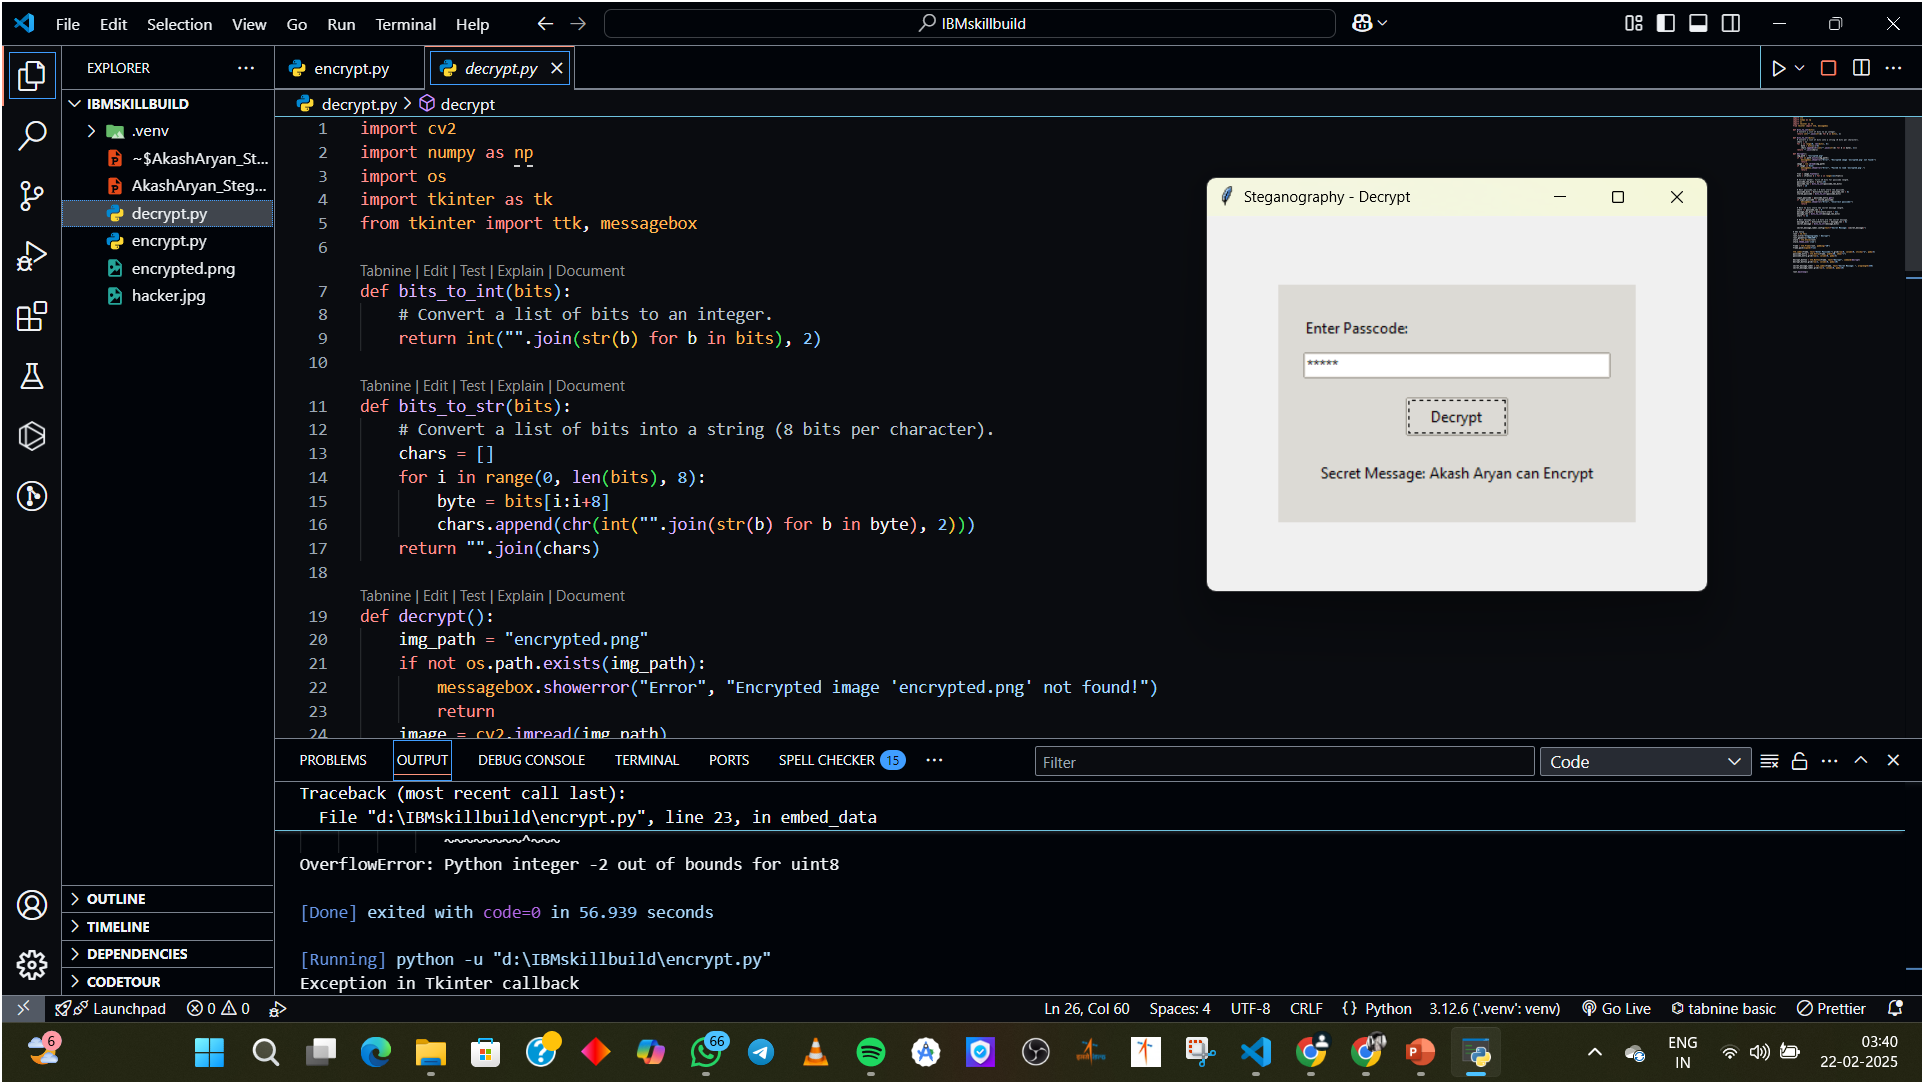 File Edit Selection View Go Run Terminal Help
IBMskillbuild
EXPLORER
encrypt.py
decrypt.py
IBMSKILLBUILD
.venv
~$AkashAryan_St...
AkashAryan_Steg...
decrypt.py
encrypt.py
encrypted.png
hacker.jpg
OUTLINE
TIMELINE
DEPENDENCIES
CODETOUR
decrypt.py > decrypt
1 import cv2
2 import numpy as np
3 import os
4 import tkinter as tk
5 from tkinter import ttk, messagebox
6
Tabnine | Edit | Test | Explain | Document
7 def bits_to_int(bits):
8 # Convert a list of bits to an integer.
9 return int("".join(str(b) for b in bits), 2)
10
Tabnine | Edit | Test | Explain | Document
11 def bits_to_str(bits):
12 # Convert a list of bits into a string (8 bits per character).
13 chars = []
14 for i in range(0, len(bits), 8):
15 byte = bits[i:i+8]
16 chars.append(chr(int("".join(str(b) for b in byte), 2)))
17 return "".join(chars)
18
Tabnine | Edit | Test | Explain | Document
19 def decrypt():
20 img_path = "encrypted.png"
21 if not os.path.exists(img_path):
22 messagebox.showerror("Error", "Encrypted image 'encrypted.png' not found!")
23 return
24 image = cv2.imread(img_path)
Steganography - Decrypt
Enter Passcode:
*****
Decrypt
Secret Message: Akash Aryan can Encrypt
PROBLEMS OUTPUT DEBUG CONSOLE TERMINAL PORTS SPELL CHECKER 15
Filter
Code
Traceback (most recent call last):
File "d:\IBMskillbuild\encrypt.py", line 23, in embed_data
~~~~~~~~~^~~~
OverflowError: Python integer -2 out of bounds for uint8
[Done] exited with code=0 in 56.939 seconds
[Running] python -u "d:\IBMskillbuild\encrypt.py"
Exception in Tkinter callback
Launchpad 0 0
Ln 26, Col 60 Spaces: 4 UTF-8 CRLF {} Python 3.12.6 ('.venv': venv) Go Live tabnine basic Prettier
6
66
ENG
IN
03:40
22-02-2025